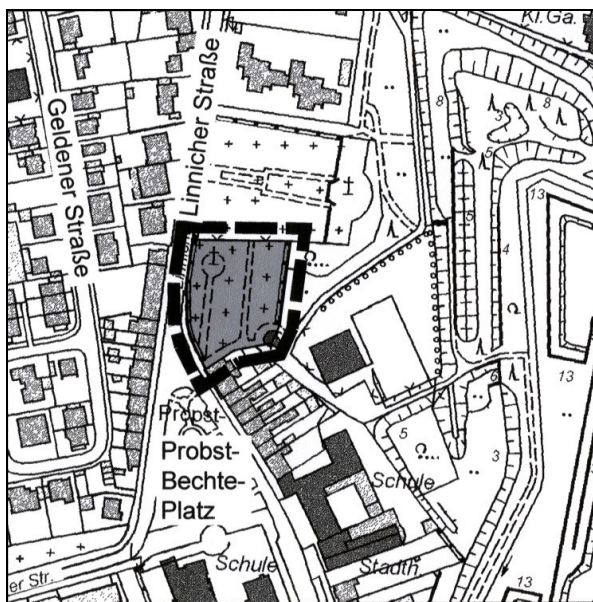 Kl.Ga.
Linnicher Straße
Geldener Straße
8
3
8
5
5
13
4
Probst-
Probst-
Bechte-
Platz
6
13
5
3
Schule
Schule
Stadth.
er Str.
13